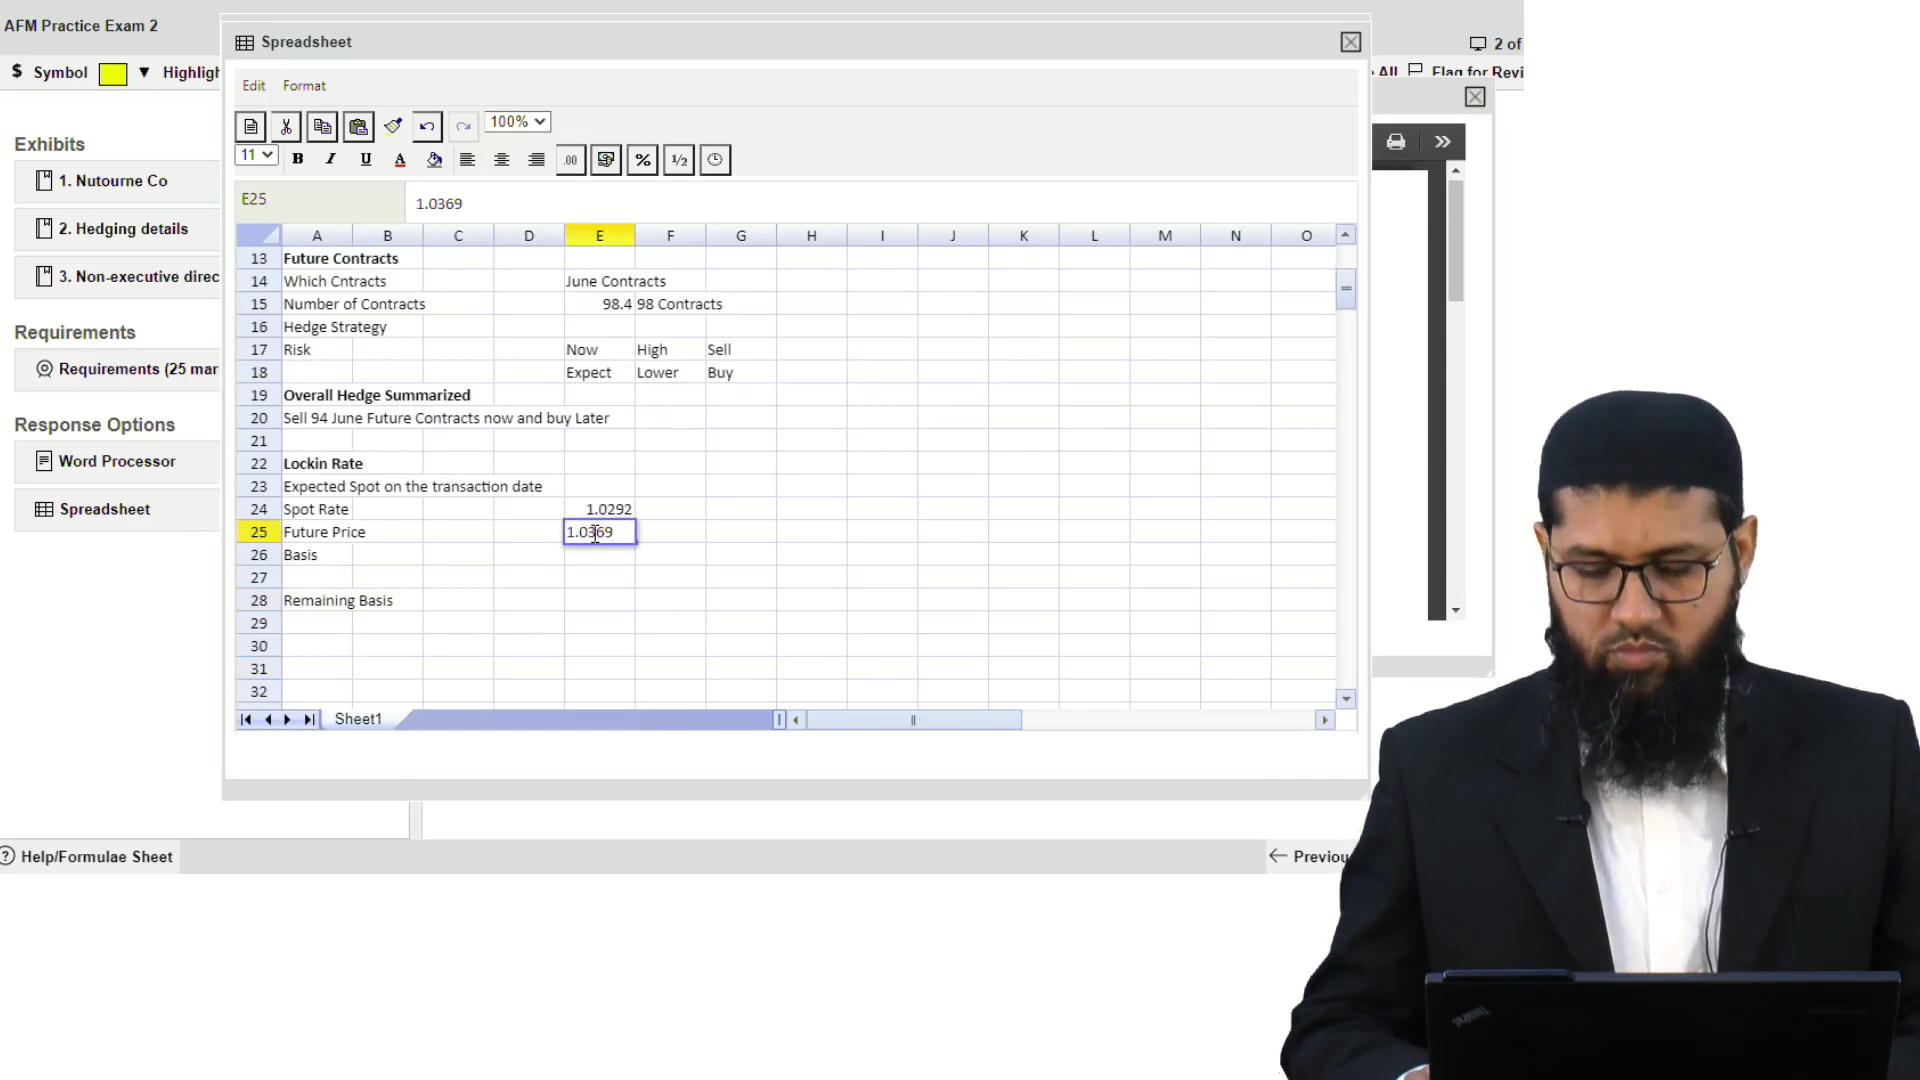 AFM Practice Exam 2
Spreadsheet
2 of
$ Symbol Highligh
All Flag for Revi
Edit Format
100%
11 B I U A .00 % 1/2
E25 1.0369
A B C D E F G H I J K L M N O
13 Future Contracts
14 Which Cntracts June Contracts
15 Number of Contracts 98.4 98 Contracts
16 Hedge Strategy
17 Risk Now High Sell
18 Expect Lower Buy
19 Overall Hedge Summarized
20 Sell 94 June Future Contracts now and buy Later
21
22 Lockin Rate
23 Expected Spot on the transaction date
24 Spot Rate 1.0292
25 Future Price 1.0369
26 Basis
27
28 Remaining Basis
29
30
31
32
Sheet1
Exhibits
1. Nutourne Co
2. Hedging details
3. Non-executive direc
Requirements
Requirements (25 mar
Response Options
Word Processor
Spreadsheet
? Help/Formulae Sheet
Previou
ThinkPad